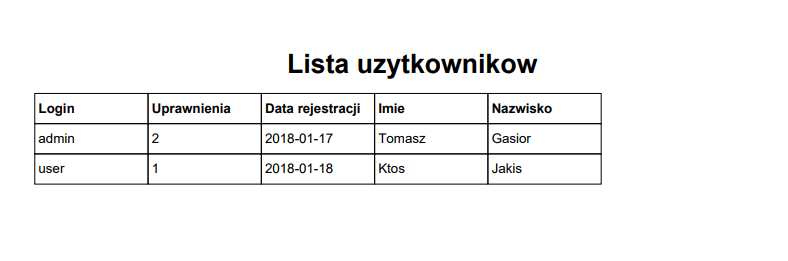 Lista uzytkownikow
Login Uprawnienia Data rejestracji Imie Nazwisko
admin 2 2018-01-17 Tomasz Gasior
user 1 2018-01-18 Ktos Jakis